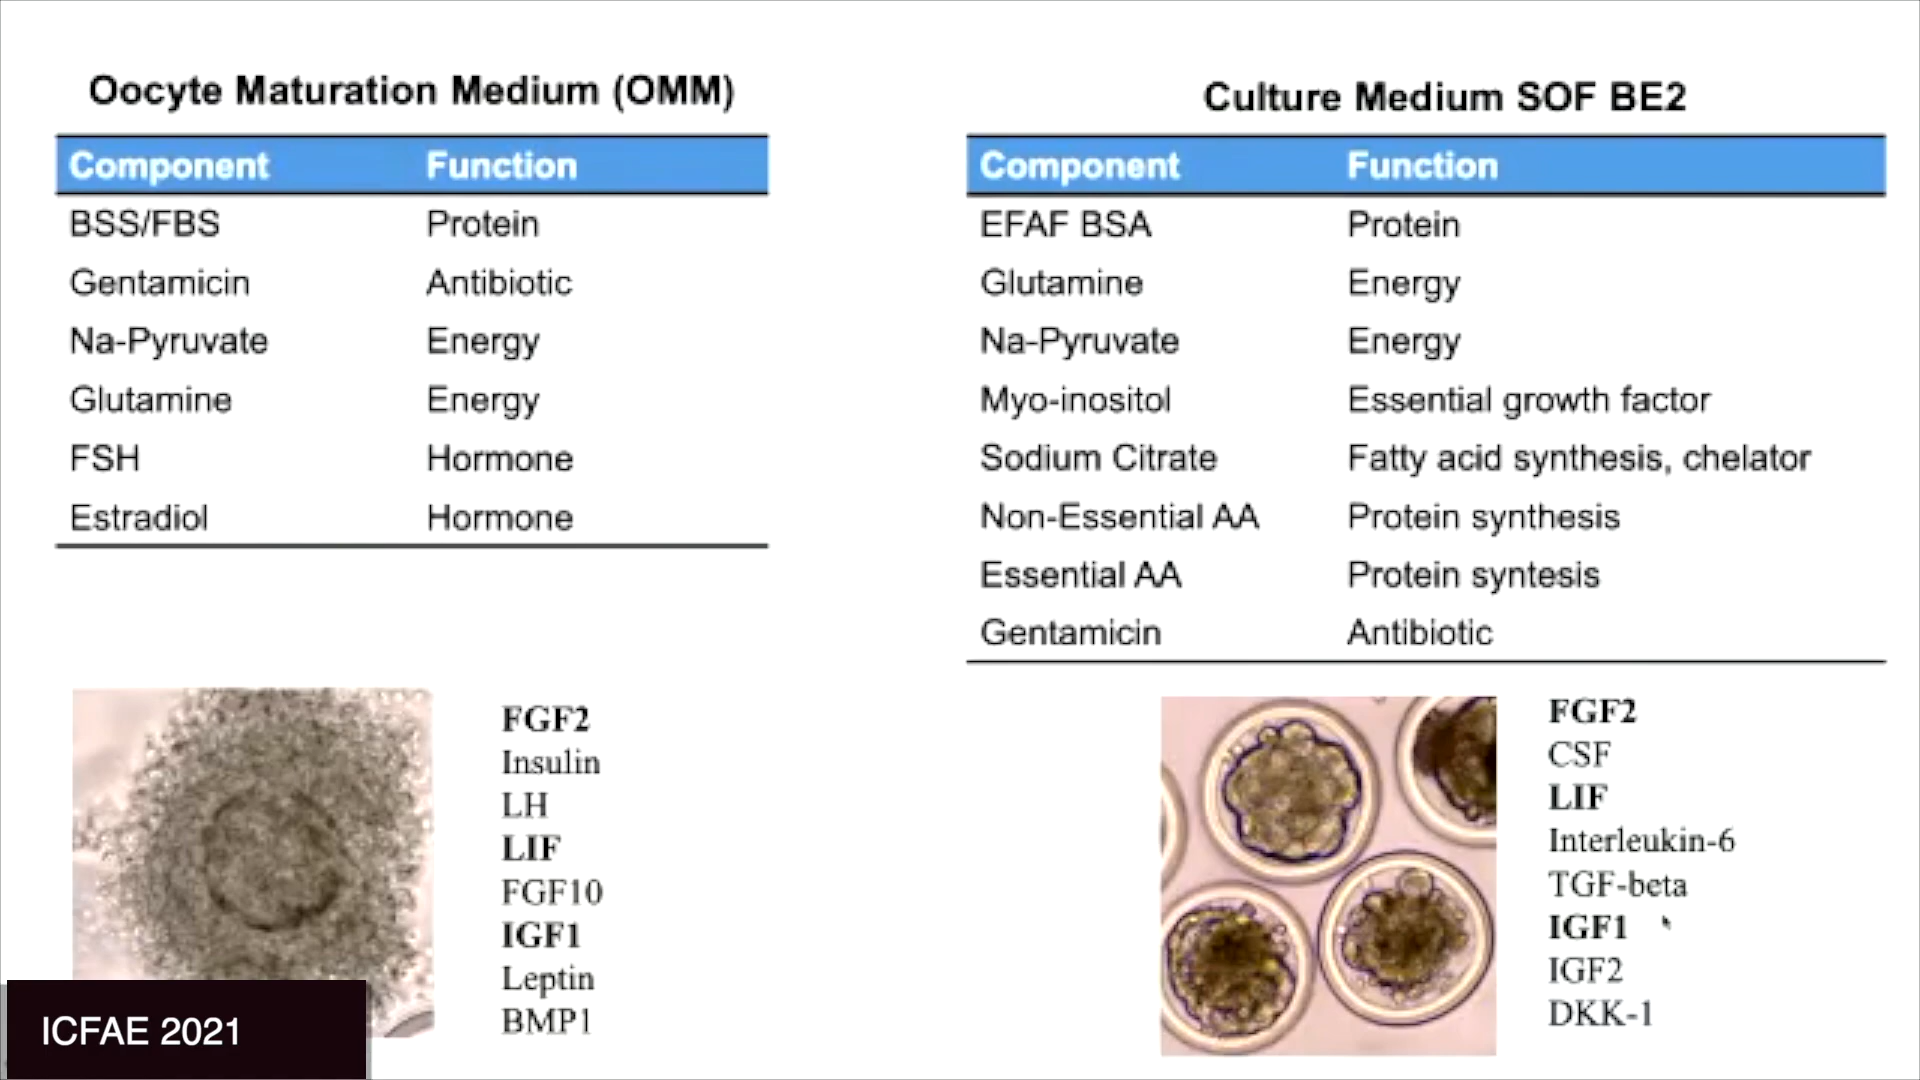 Oocyte Maturation Medium (OMM)
Component Function
BSS/FBS Protein
Gentamicin Antibiotic
Na-Pyruvate Energy
Glutamine Energy
FSH Hormone
Estradiol Hormone
FGF2
Insulin
LH
LIF
FGF10
IGF1
Leptin
BMP1
Culture Medium SOF BE2
Component Function
EFAF BSA Protein
Glutamine Energy
Na-Pyruvate Energy
Myo-inositol Essential growth factor
Sodium Citrate Fatty acid synthesis, chelator
Non-Essential AA Protein synthesis
Essential AA Protein syntesis
Gentamicin Antibiotic
FGF2
CSF
LIF
Interleukin-6
TGF-beta
IGF1
IGF2
DKK-1
ICFAE 2021